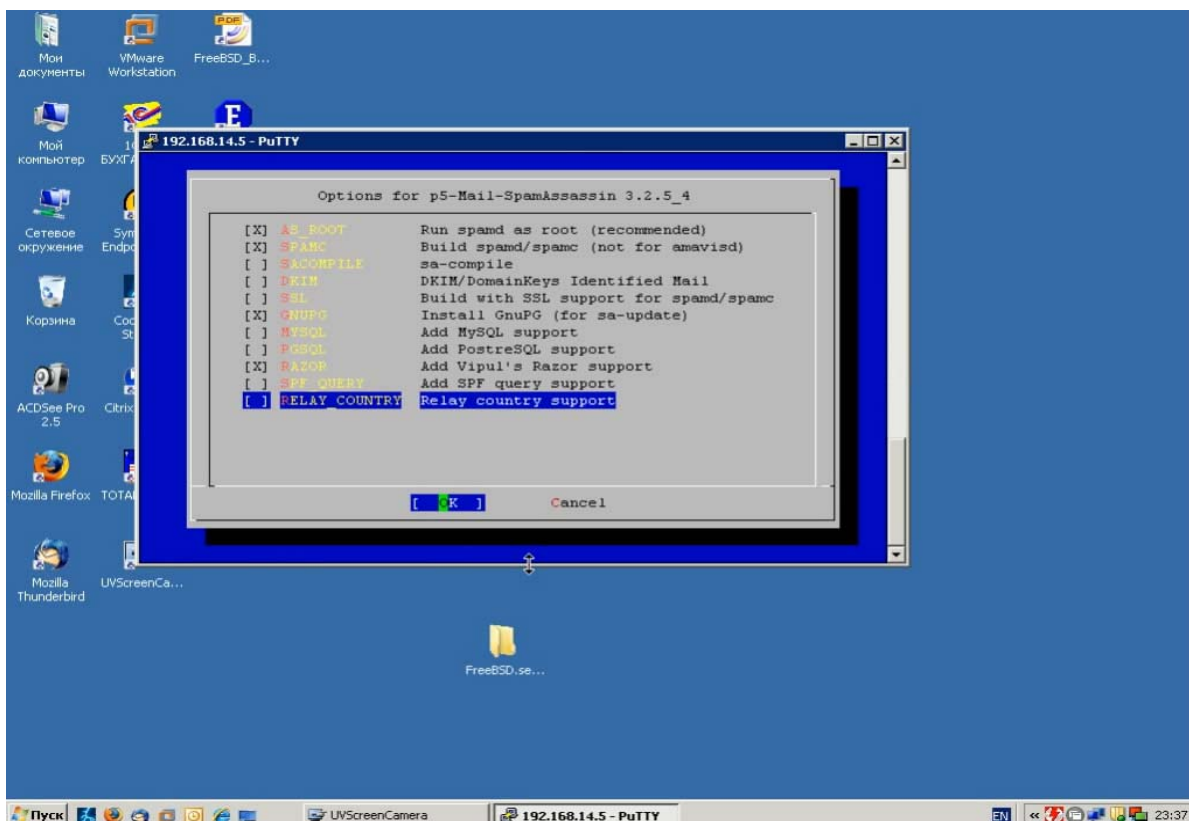 PDF
Мои
документы
VMware
Workstation
FreeBSD_B...
E
Мой
компьютер
192.168.14.5 - PuTTY
Сетевое
окружение
Корзина
ACDSee Pro
2.5
Citrix
Mozilla Firefox
Mozilla
Thunderbird
UVScreenCa...
Options for p5-Mail-SpamAssassin 3.2.5_4
[X] AS_ROOT Run spamd as root (recommended)
[X] SPAMC Build spamd/spamc (not for amavisd)
[ ] SACOMPILE sa-compile
[ ] DKIM DKIM/DomainKeys Identified Mail
[ ] SSL Build with SSL support for spamd/spamc
[X] GNUPG Install GnuPG (for sa-update)
[ ] MYSQL Add MySQL support
[ ] PGSQL Add PostreSQL support
[X] RAZOR Add Vipul's Razor support
[ ] SPF_QUERY Add SPF query support
[ ] RELAY_COUNTRY Relay country support
[ OK ] Cancel
FreeBSD.se...
Пуск
UVScreenCamera
192.168.14.5 - PuTTY
EN
«
23:37